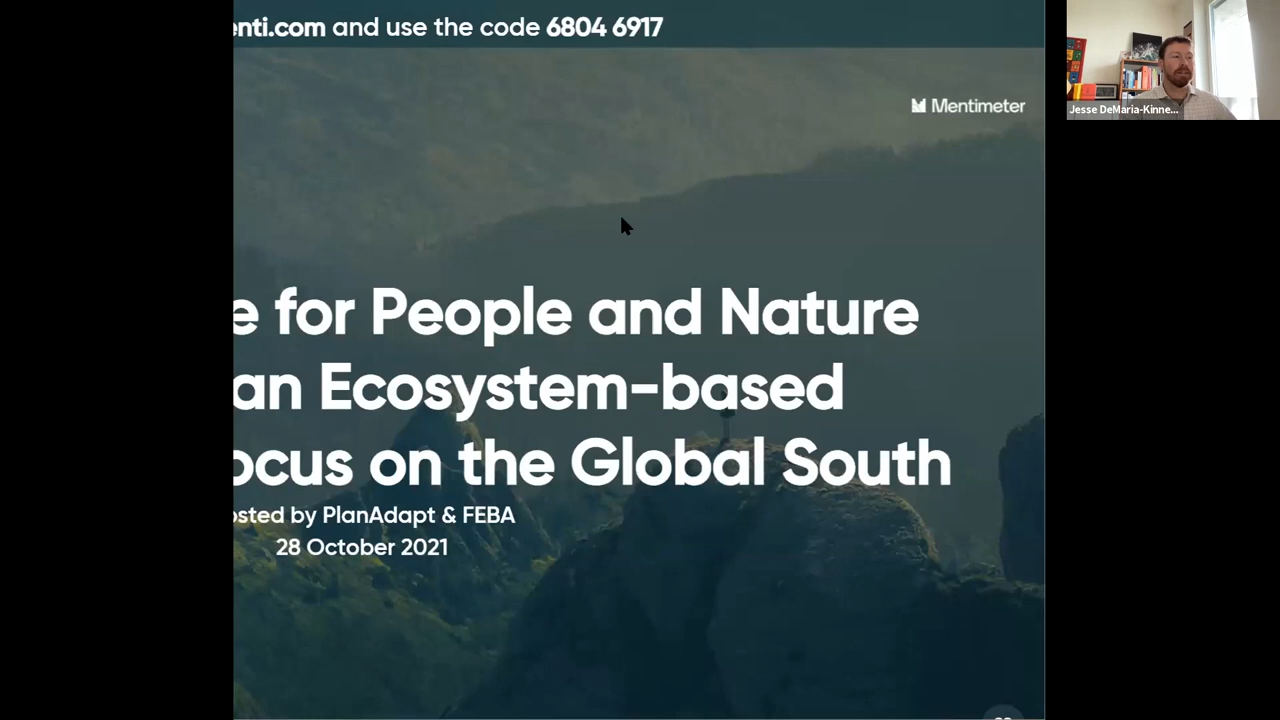 enti.com and use the code 6804 6917
Mentimeter
Jesse DeMaria-Kinne...
e for People and Nature
an Ecosystem-based
ocus on the Global South
osted by PlanAdapt & FEBA
28 October 2021